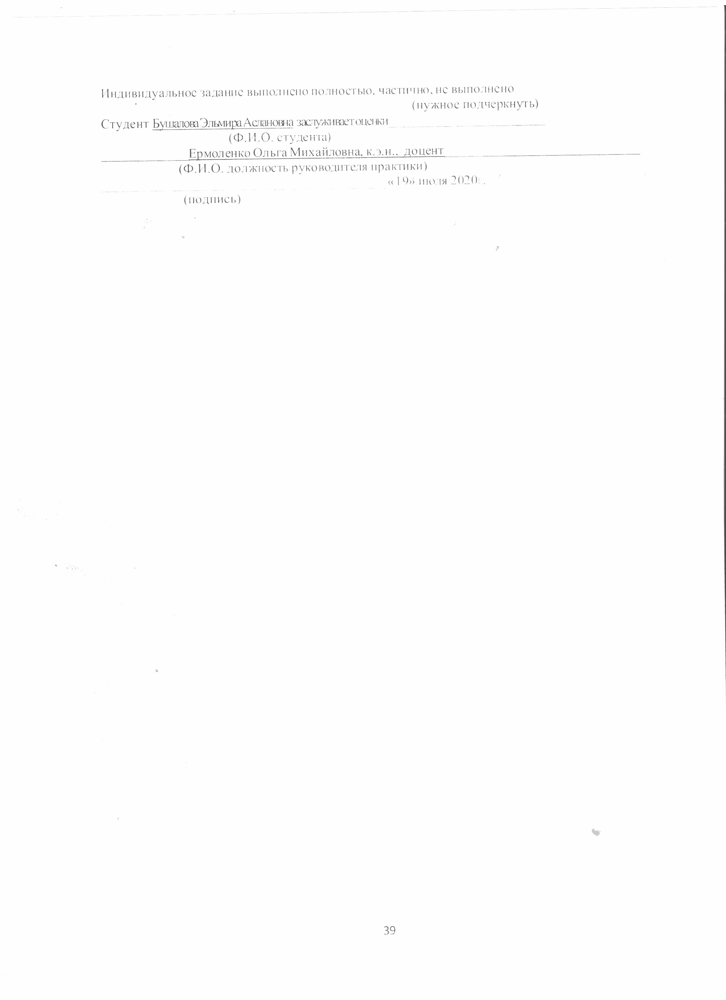 Индивидуальное задание выполнено полностью, частично, не выполнено
(нужное подчеркнуть)
Студент Бушалова Эльмира Аслановна заслуживает оценки
(Ф.И.О. студента)
Ермоленко Ольга Михайловна, к.э.н., доцент
(Ф.И.О. должность руководителя практики)
«19» июля 2020г.
(подпись)
39